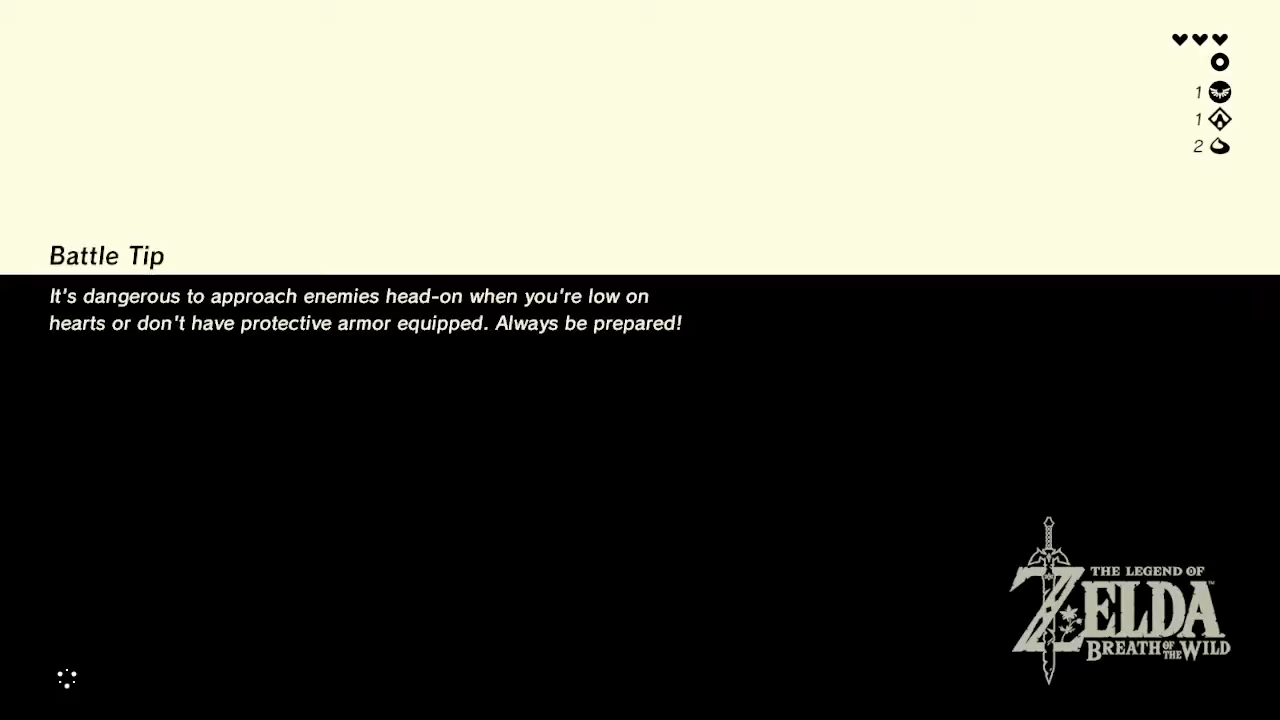 1
1
2
Battle Tip
It's dangerous to approach enemies head-on when you're low on
hearts or don't have protective armor equipped. Always be prepared!
THE LEGEND OF
ZELDA™
BREATH OF THE WILD